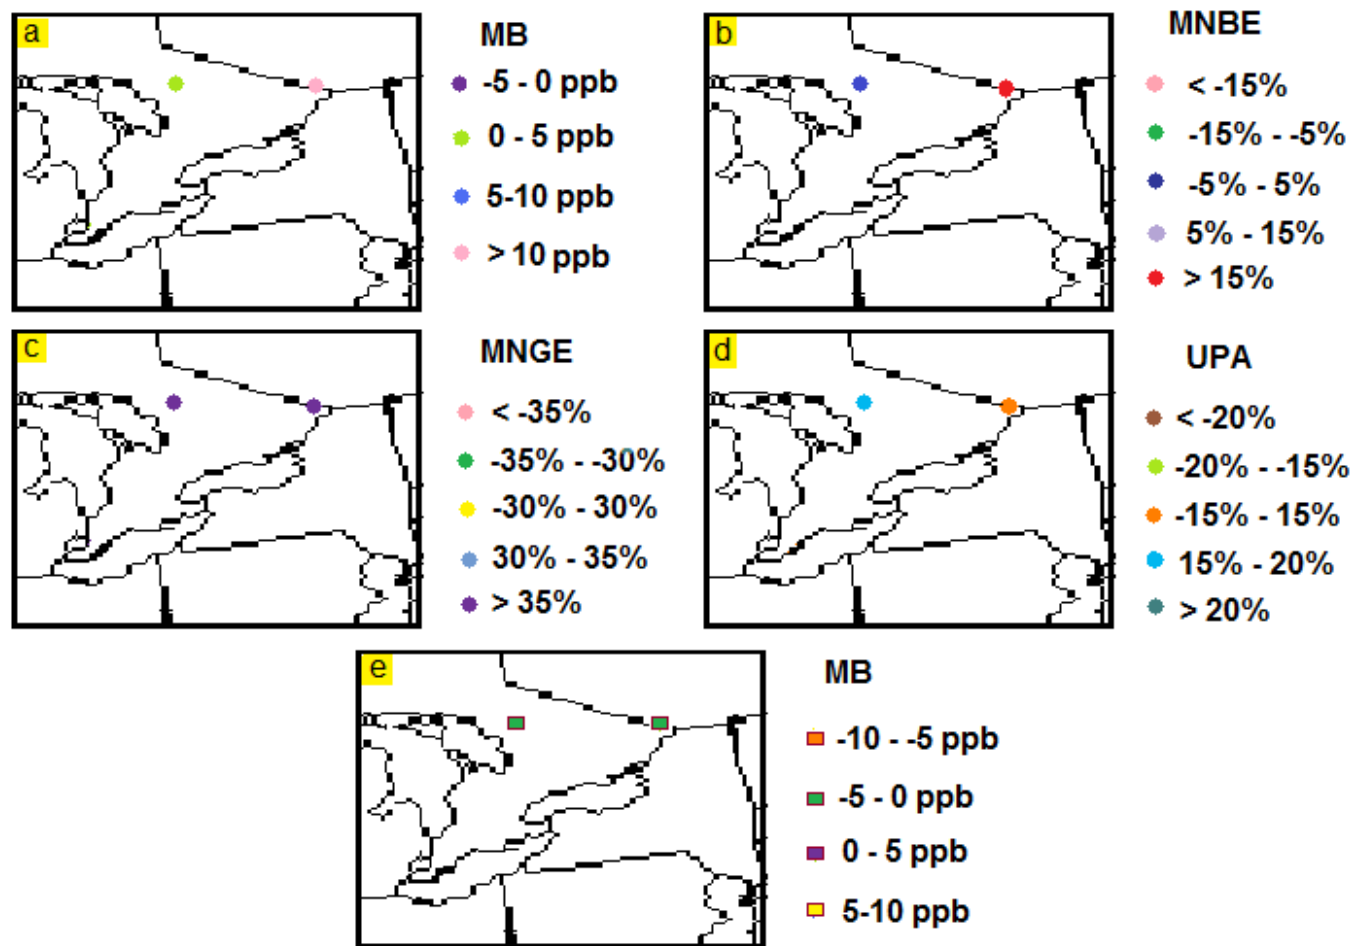 a
MB
-5 - 0 ppb
0 - 5 ppb
5-10 ppb
> 10 ppb
b
MNBE
< -15%
-15% - -5%
-5% - 5%
5% - 15%
> 15%
c
MNGE
< -35%
-35% - -30%
-30% - 30%
30% - 35%
> 35%
d
UPA
< -20%
-20% - -15%
-15% - 15%
15% - 20%
> 20%
e
MB
-10 - -5 ppb
-5 - 0 ppb
0 - 5 ppb
5-10 ppb